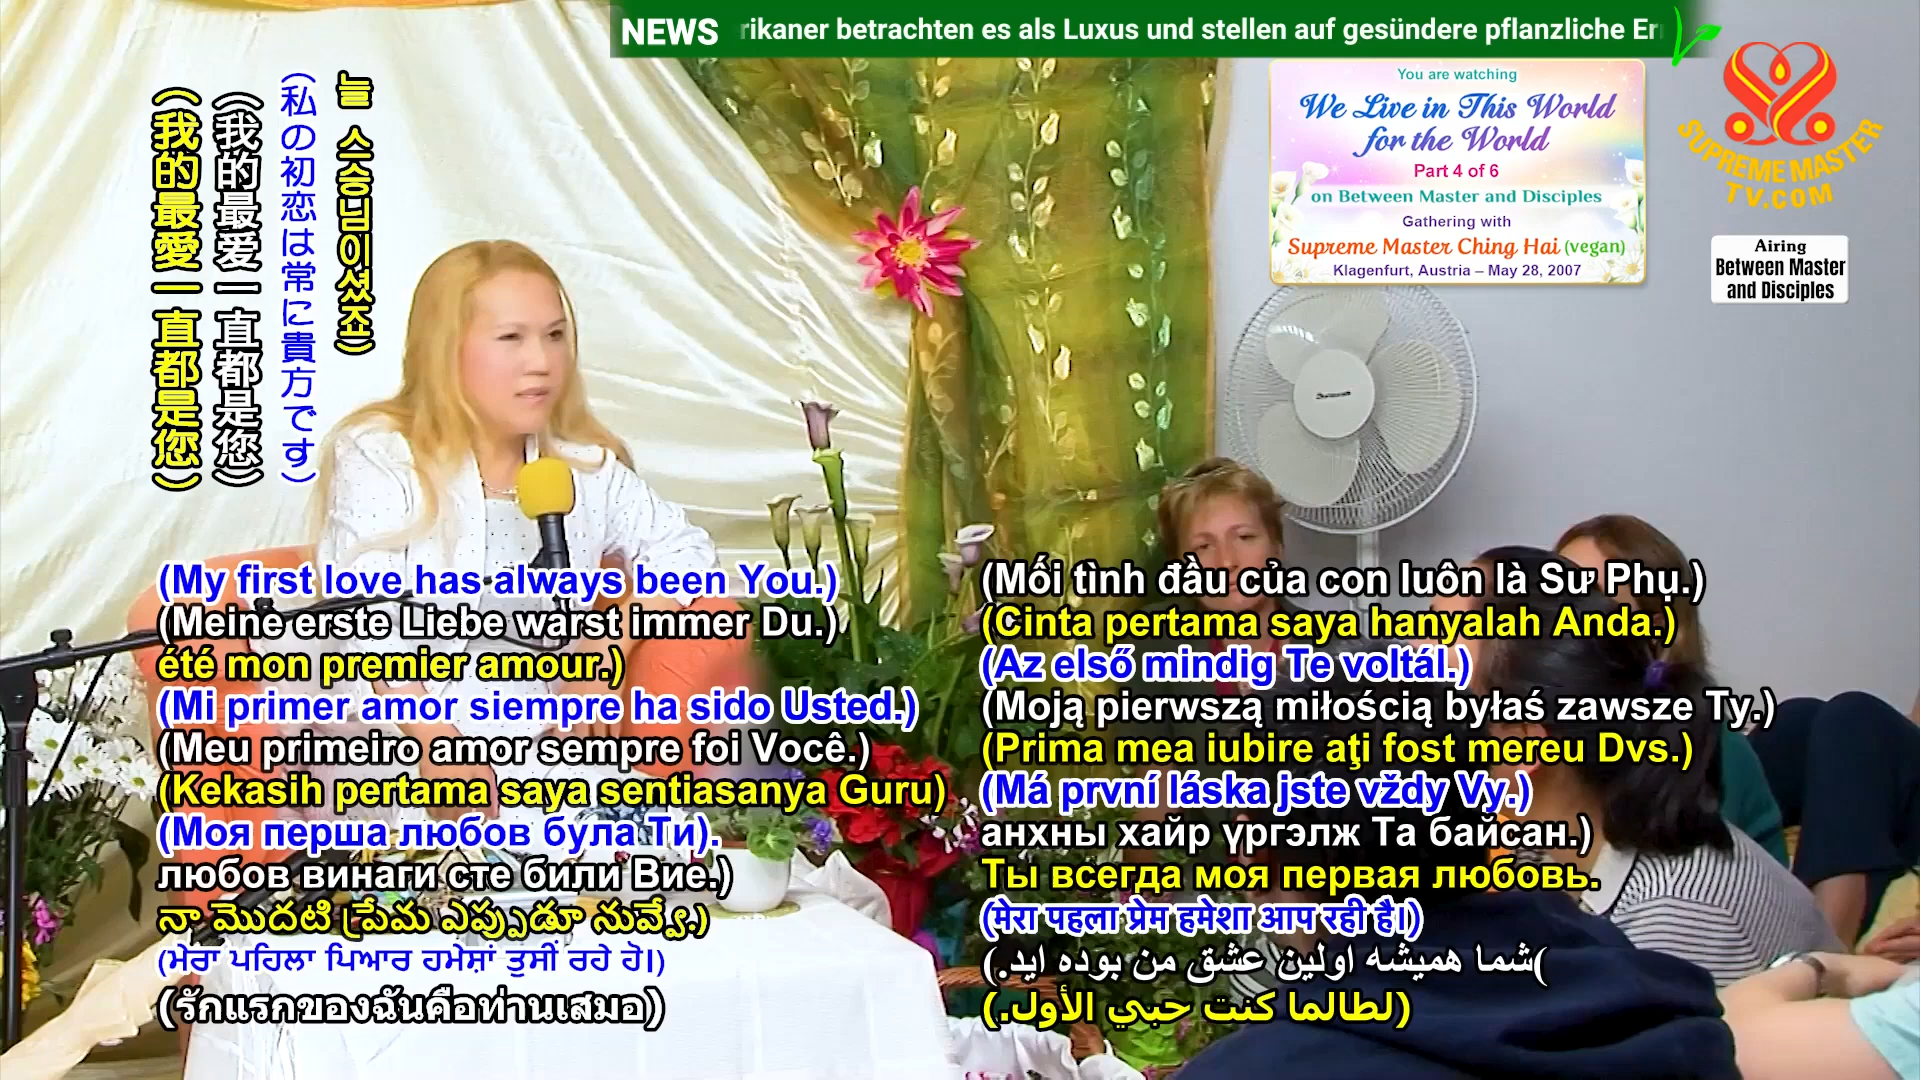 NEWS
rikaner betrachten es als Luxus und stellen auf gesündere pflanzliche
You are watching
We Live in This World
for the World
Part 4 of 6
on Between Master and Disciples
Gathering with
Supreme Master Ching Hai (vegan)
Klagenfurt, Austria – May 28, 2007
SUPREME MASTER
TV.COM
Airing
Between Master
and Disciples
늘 스승님이셨죠)
(私の初恋は常に貴方です)
(我的最爱一直都是您)
(我的最愛一直都是您)
(My first love has always been You.)
(Meine erste Liebe warst immer Du.)
été mon premier amour.)
(Mi primer amor siempre ha sido Usted.)
(Meu primeiro amor sempre foi Você.)
(Kekasih pertama saya sentiasanya Guru)
(Моя перша любов була Ти).
любов винаги сте били Вие.)
నా మొదటి ప్రేమ ఎప్పుడూ నువ్వే.)
(ਮੇਰਾ ਪਹਿਲਾ ਪਿਆਰ ਹਮੇਸ਼ਾਂ ਤੁਸੀਂ ਰਹੇ ਹੋ।)
(รักแรกของฉันคือท่านเสมอ)
(Mối tình đầu của con luôn là Sư Phụ.)
(Cinta pertama saya hanyalah Anda.)
(Az első mindig Te voltál.)
(Moją pierwszą miłością byłaś zawsze Ty.)
(Prima mea iubire aţi fost mereu Dvs.)
(Má první láska jste vždy Vy.)
анхны хайр үргэлж Та байсан.)
Ты всегда моя первая любовь.
(मेरा पहला प्रेम हमेशा आप रही है।)
(شما همیشه اولین عشق من بوده اید.)
(لطالما كنت حبي الأول.)